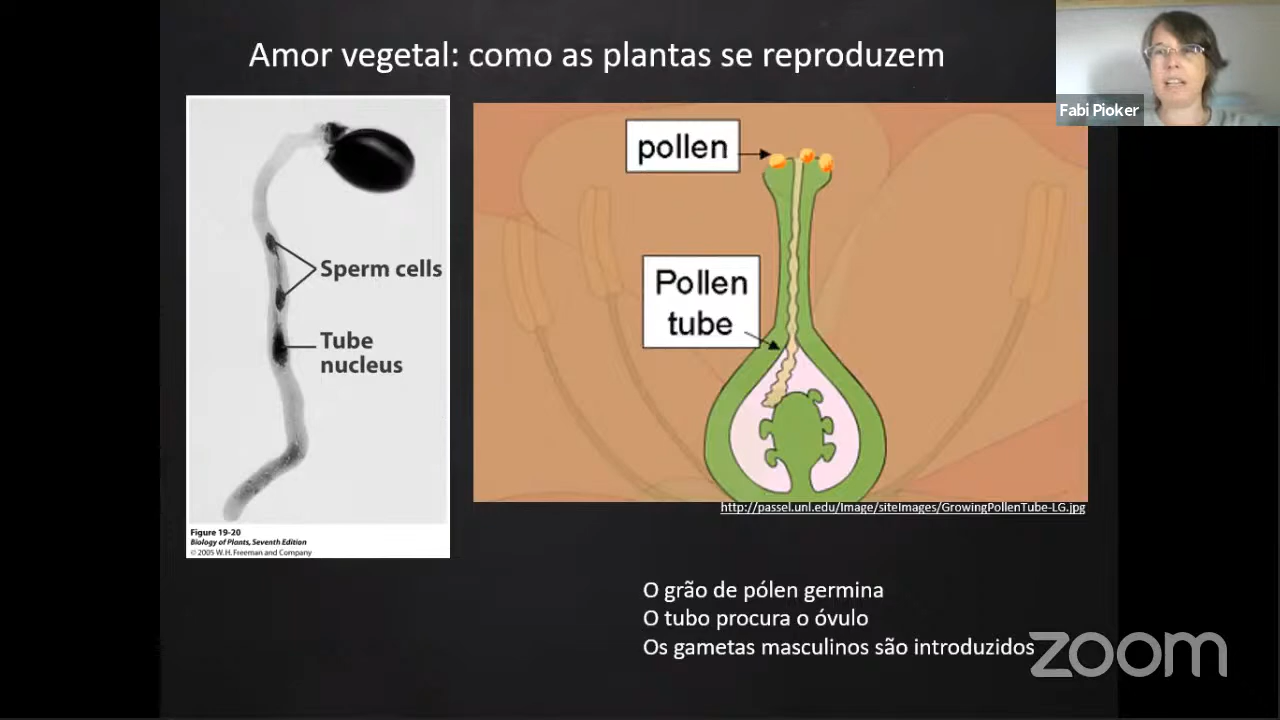 Amor vegetal: como as plantas se reproduzem
Fabi Pioker
pollen
Sperm cells
Pollen
tube
Tube
nucleus
http://passel.unl.edu/Image/siteImages/GrowingPollenTube-LG.jpg
Figure 19-20
Biology of Plants, Seventh Edition
© 2005 W. H. Freeman and Company
O grão de pólen germina
O tubo procura o óvulo
Os gametas masculinos são introduzidos
zoom